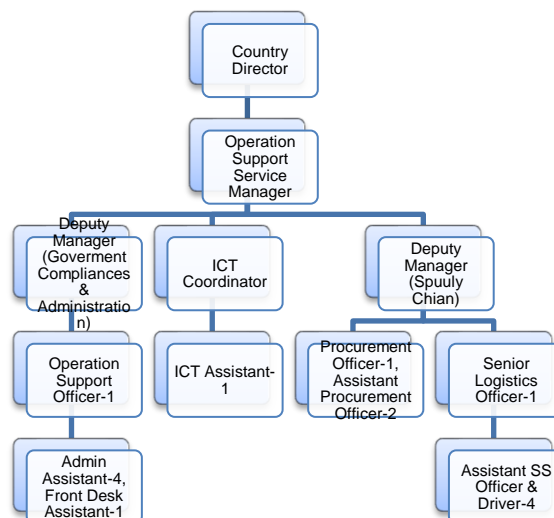 Country
Director
Operation
Support
Service
Manager
Deputy
Manager
(Goverment
Compliances
&
Administratio
n)
ICT
Coordinator
Deputy
Manager
(Spuuly
Chian)
Operation
Support
Officer-1
ICT Assistant-
1
Procurement
Officer-1,
Assistant
Procurement
Officer-2
Senior
Logistics
Officer-1
Admin
Assistant-4,
Front Desk
Assistant-1
Assistant SS
Officer &
Driver-4